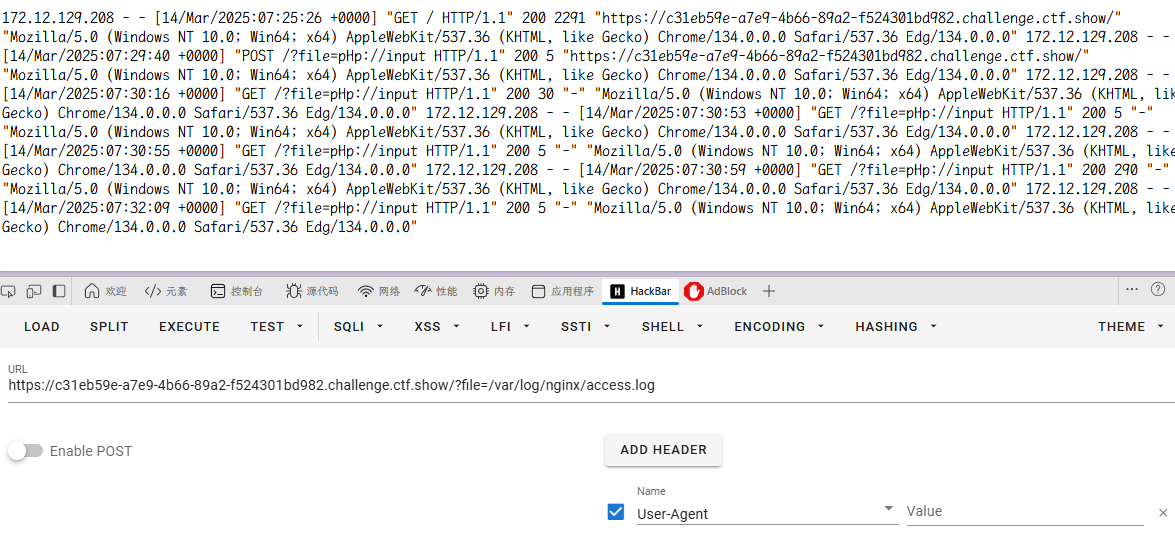 172.12.129.208 - - [14/Mar/2025:07:25:26 +0000] "GET / HTTP/1.1" 200 2291 "https://c31eb59e-a7e9-4b66-89a2-f524301bd982.challenge.ctf.show/"
"Mozilla/5.0 (Windows NT 10.0; Win64; x64) AppleWebKit/537.36 (KHTML, like Gecko) Chrome/134.0.0.0 Safari/537.36 Edg/134.0.0.0" 172.12.129.208 - -
[14/Mar/2025:07:29:40 +0000] "POST /?file=pHp://input HTTP/1.1" 200 5 "https://c31eb59e-a7e9-4b66-89a2-f524301bd982.challenge.ctf.show/"
"Mozilla/5.0 (Windows NT 10.0; Win64; x64) AppleWebKit/537.36 (KHTML, like Gecko) Chrome/134.0.0.0 Safari/537.36 Edg/134.0.0.0" 172.12.129.208 - -
[14/Mar/2025:07:30:16 +0000] "GET /?file=pHp://input HTTP/1.1" 200 30 "-" "Mozilla/5.0 (Windows NT 10.0; Win64; x64) AppleWebKit/537.36 (KHTML, like
Gecko) Chrome/134.0.0.0 Safari/537.36 Edg/134.0.0.0" 172.12.129.208 - - [14/Mar/2025:07:30:53 +0000] "GET /?file=pHp://input HTTP/1.1" 200 5 "-"
"Mozilla/5.0 (Windows NT 10.0; Win64; x64) AppleWebKit/537.36 (KHTML, like Gecko) Chrome/134.0.0.0 Safari/537.36 Edg/134.0.0.0" 172.12.129.208 - -
[14/Mar/2025:07:30:55 +0000] "GET /?file=pHp://input HTTP/1.1" 200 5 "-" "Mozilla/5.0 (Windows NT 10.0; Win64; x64) AppleWebKit/537.36 (KHTML, like
Gecko) Chrome/134.0.0.0 Safari/537.36 Edg/134.0.0.0" 172.12.129.208 - - [14/Mar/2025:07:30:59 +0000] "GET /?file=pHp://input HTTP/1.1" 200 290 "-"
"Mozilla/5.0 (Windows NT 10.0; Win64; x64) AppleWebKit/537.36 (KHTML, like Gecko) Chrome/134.0.0.0 Safari/537.36 Edg/134.0.0.0" 172.12.129.208 - -
[14/Mar/2025:07:32:09 +0000] "GET /?file=pHp://input HTTP/1.1" 200 5 "-" "Mozilla/5.0 (Windows NT 10.0; Win64; x64) AppleWebKit/537.36 (KHTML, like
Gecko) Chrome/134.0.0.0 Safari/537.36 Edg/134.0.0.0"
欢迎 元素 控制台 源代码 网络 性能 内存 应用程序 HackBar AdBlock
LOAD SPLIT EXECUTE TEST SQLI XSS LFI SSTI SHELL ENCODING HASHING THEME
URL
https://c31eb59e-a7e9-4b66-89a2-f524301bd982.challenge.ctf.show/?file=/var/log/nginx/access.log
Enable POST
ADD HEADER
Name
User-Agent
Value